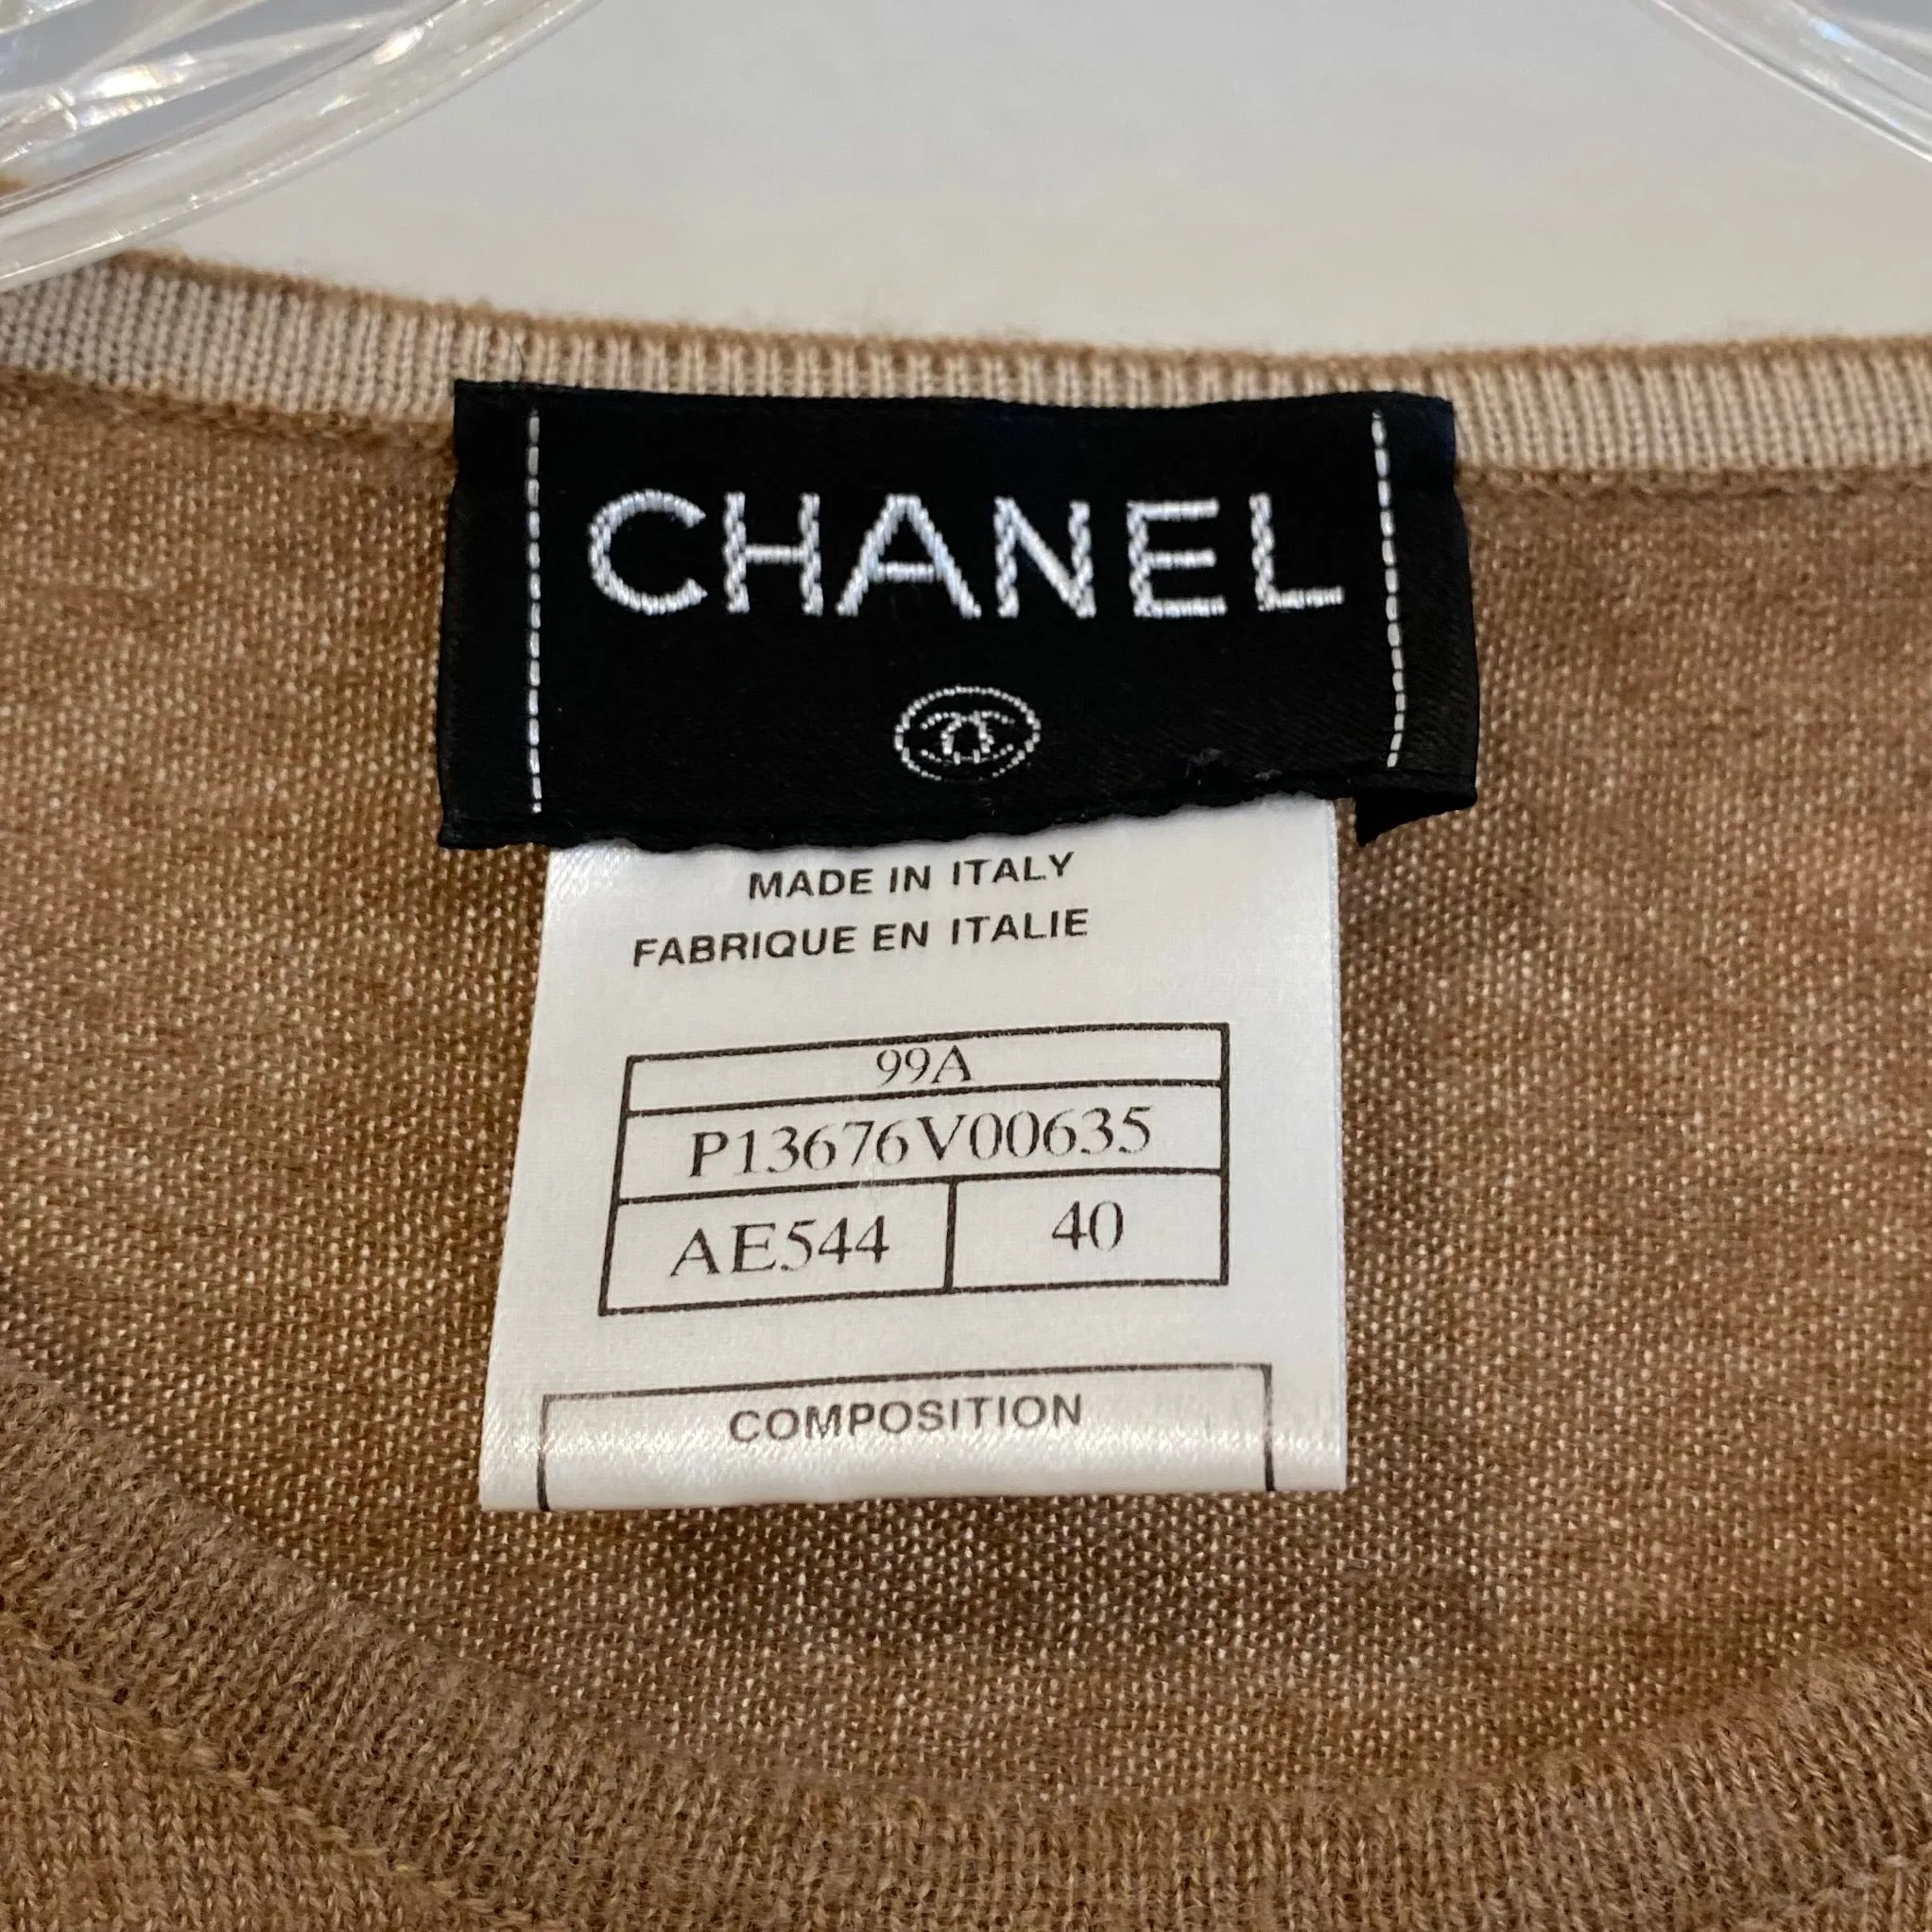 CHANEL
MADE IN ITALY
FABRIQUE EN ITALIE
99A
P13676V00635
AE544 40
COMPOSITION